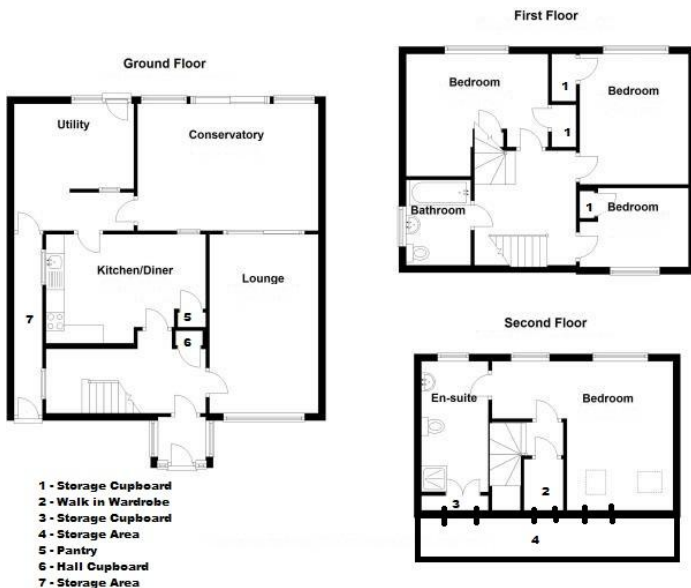 Ground Floor
Utility
Conservatory
Kitchen/Diner
Lounge
5
6
7
1 - Storage Cupboard
2 - Walk in Wardrobe
3 - Storage Cupboard
4 - Storage Area
5 - Pantry
6 - Hall Cupboard
7 - Storage Area
First Floor
Bedroom
1
Bedroom
1
Bathroom
1
Bedroom
Second Floor
En-suite
Bedroom
2
3
4